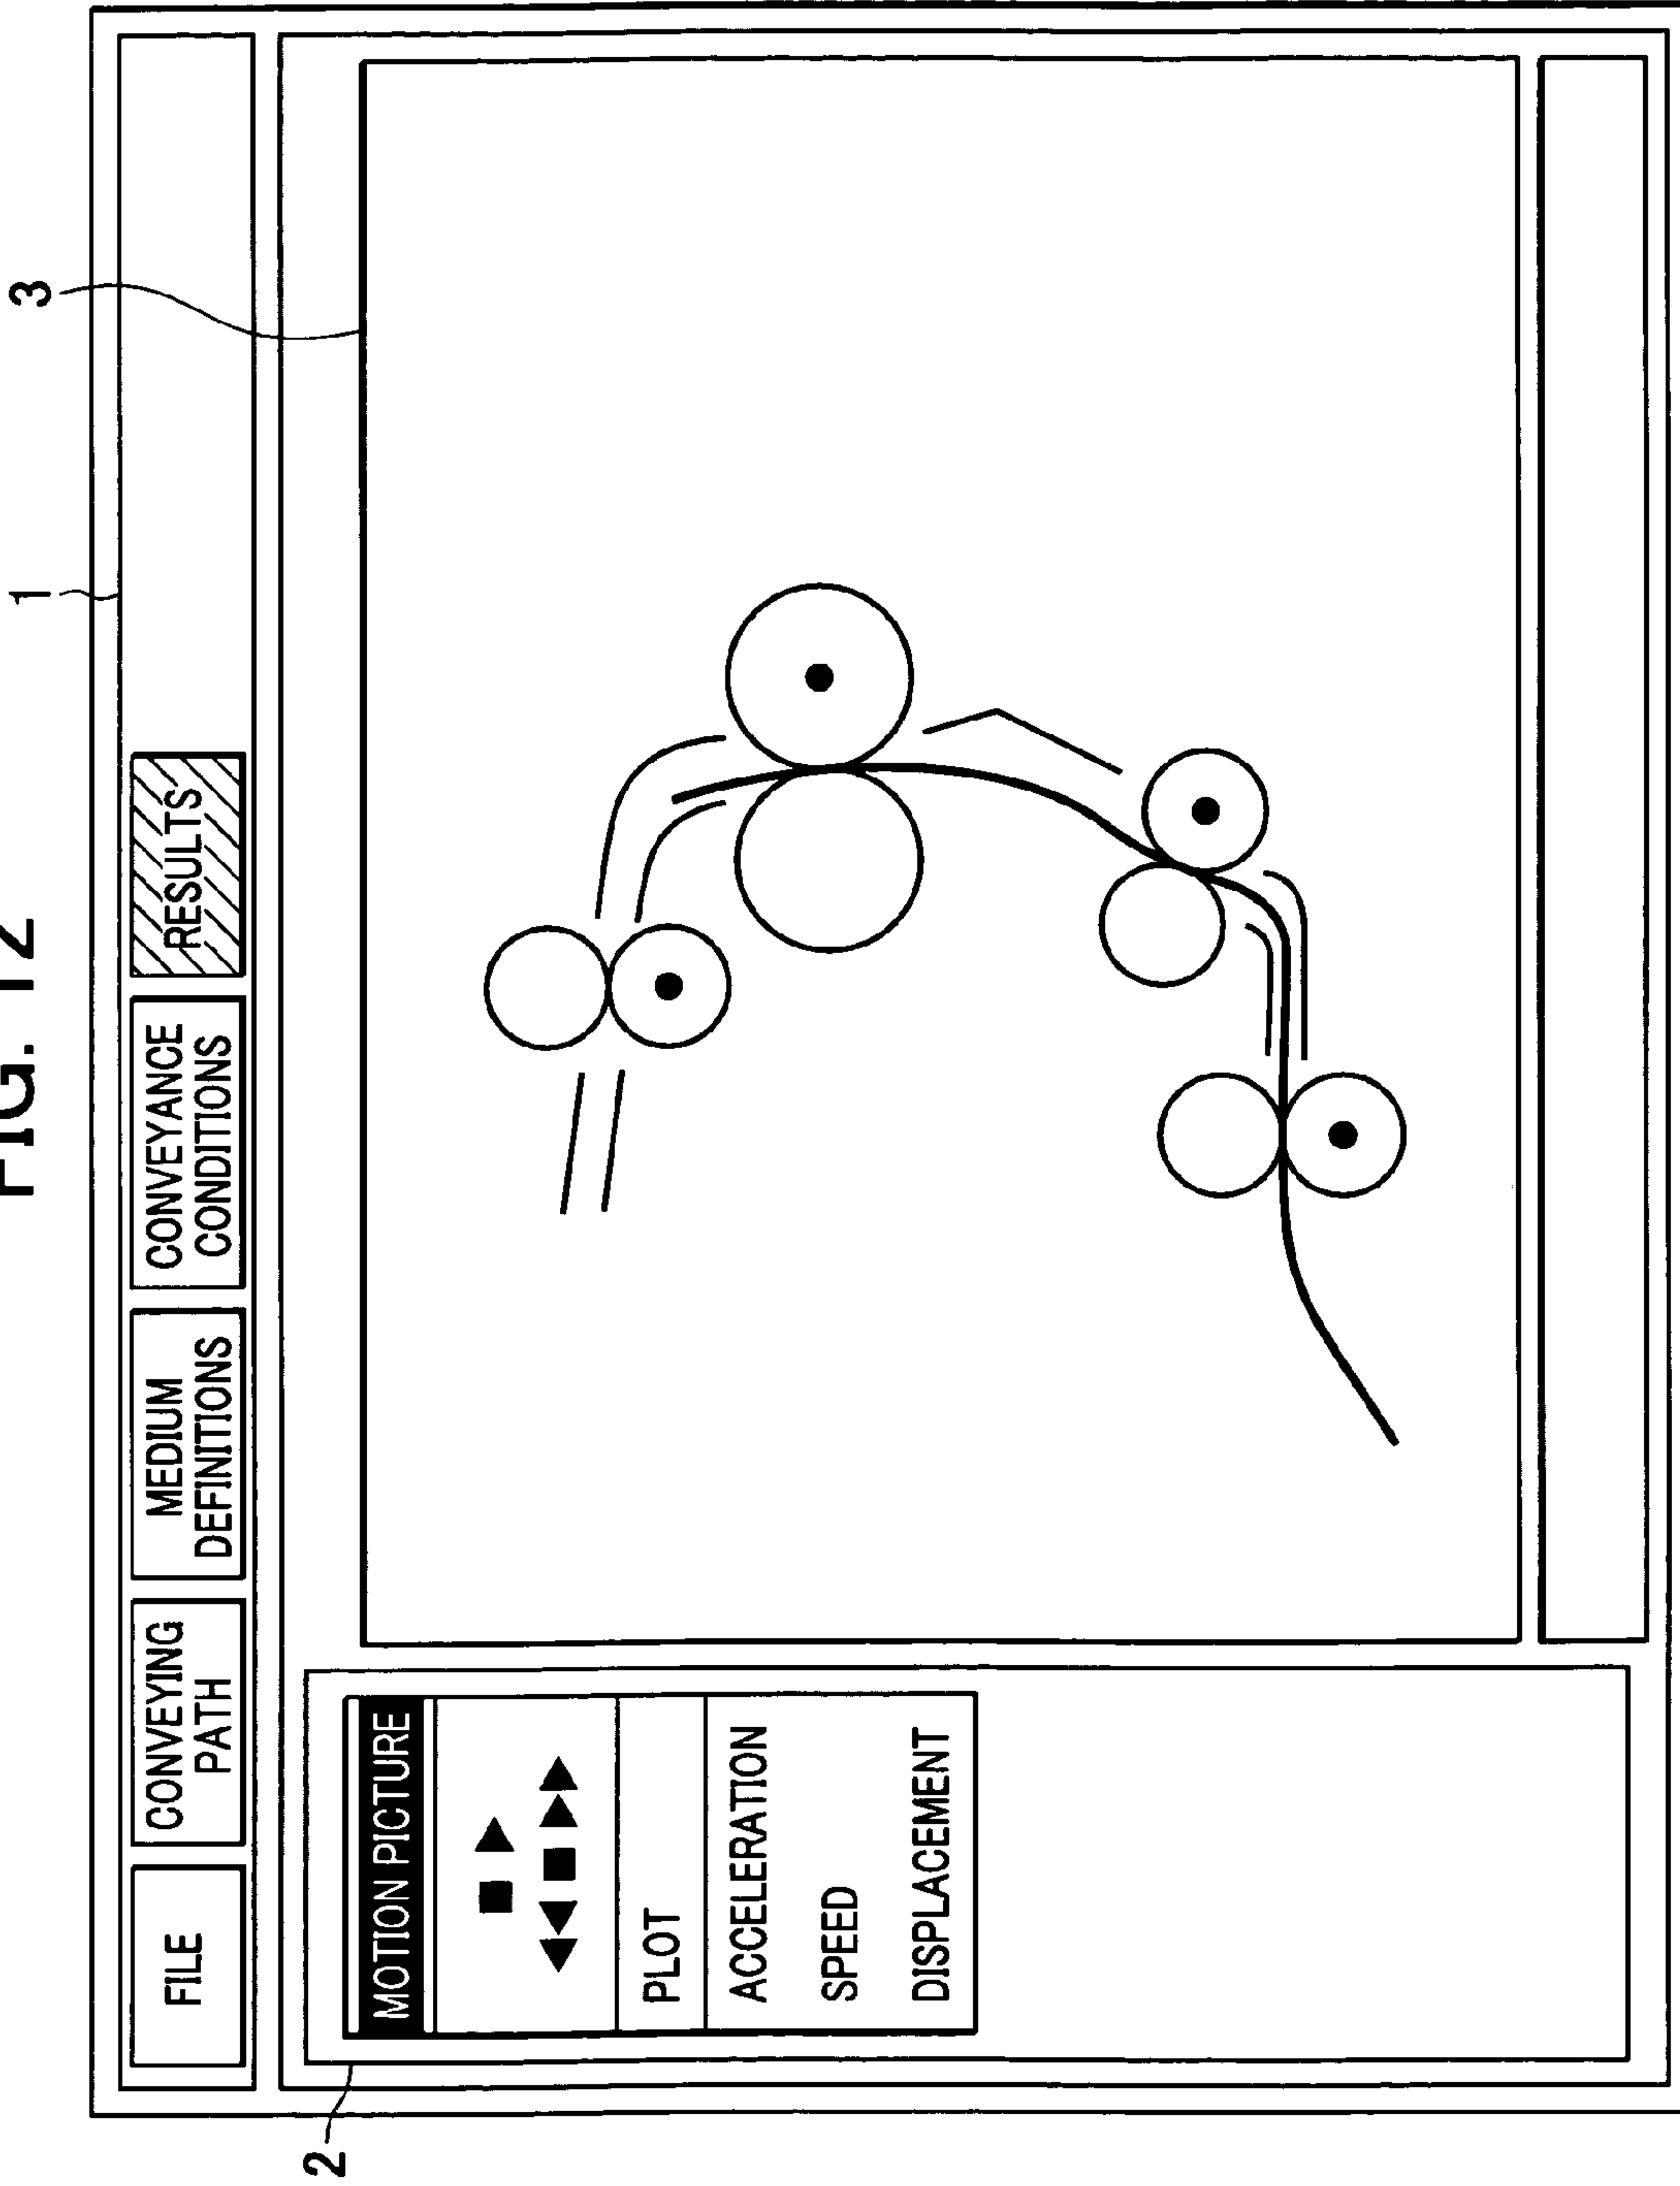 FIG. 12
1
3
FILE
CONVEYING
PATH
MEDIUM
DEFINITIONS
CONVEYANCE
CONDITIONS
RESULTS
2
MOTION PICTURE
PLOT
ACCELERATION
SPEED
DISPLACEMENT